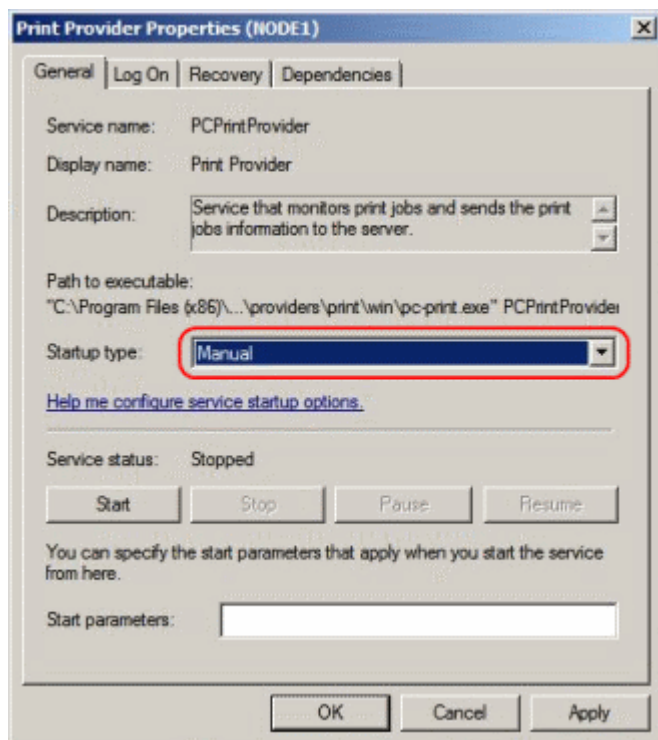 Print Provider Properties (NODE1)
General Log On Recovery Dependencies
Service name: PCPrintProvider
Display name: Print Provider
Description: Service that monitors print jobs and sends the print
jobs information to the server.
Path to executable:
"C:\Program Files (x86)\...\providers\print\win\pc-print.exe" PCPrintProvider
Startup type: Manual
Help me configure service startup options.
Service status: Stopped
Start Stop Pause Resume
You can specify the start parameters that apply when you start the service
from here.
Start parameters:
OK Cancel Apply